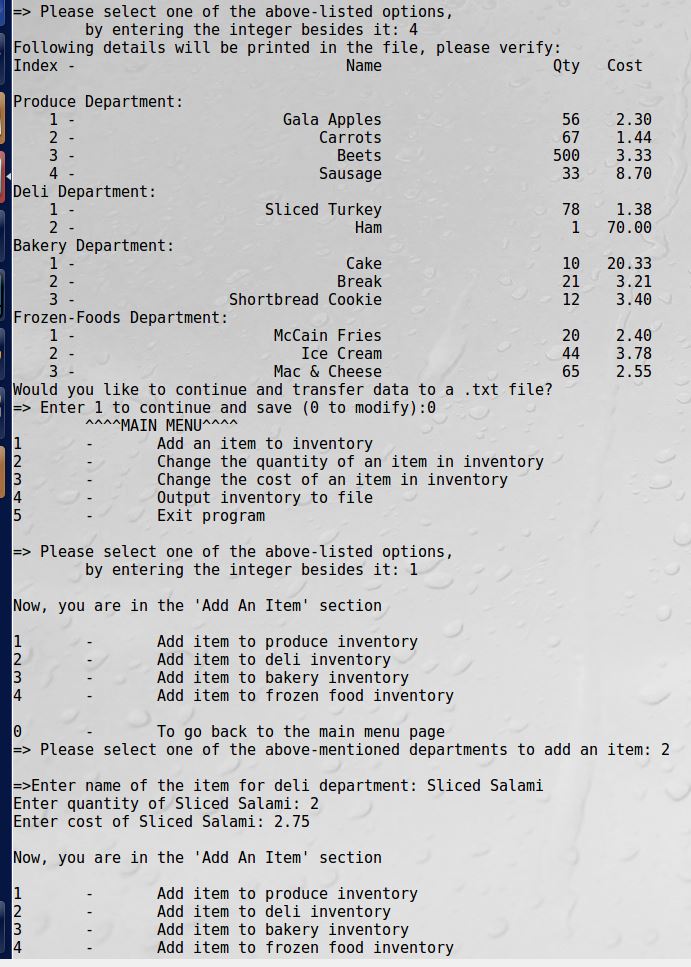 => Please select one of the above-listed options,
by entering the integer besides it: 4
Following details will be printed in the file, please verify:
Index - Name Qty Cost
Produce Department:
1 - Gala Apples 56 2.30
2 - Carrots 67 1.44
3 - Beets 500 3.33
4 - Sausage 33 8.70
Deli Department:
1 - Sliced Turkey 78 1.38
2 - Ham 1 70.00
Bakery Department:
1 - Cake 10 20.33
2 - Break 21 3.21
3 - Shortbread Cookie 12 3.40
Frozen-Foods Department:
1 - McCain Fries 20 2.40
2 - Ice Cream 44 3.78
3 - Mac & Cheese 65 2.55
Would you like to continue and transfer data to a .txt file?
=> Enter 1 to continue and save (0 to modify):0
^^^^MAIN MENU^^^^
1 - Add an item to inventory
2 - Change the quantity of an item in inventory
3 - Change the cost of an item in inventory
4 - Output inventory to file
5 - Exit program
=> Please select one of the above-listed options,
by entering the integer besides it: 1
Now, you are in the 'Add An Item' section
1 - Add item to produce inventory
2 - Add item to deli inventory
3 - Add item to bakery inventory
4 - Add item to frozen food inventory
0 - To go back to the main menu page
=> Please select one of the above-mentioned departments to add an item: 2
=>Enter name of the item for deli department: Sliced Salami
Enter quantity of Sliced Salami: 2
Enter cost of Sliced Salami: 2.75
Now, you are in the 'Add An Item' section
1 - Add item to produce inventory
2 - Add item to deli inventory
3 - Add item to bakery inventory
4 - Add item to frozen food inventory